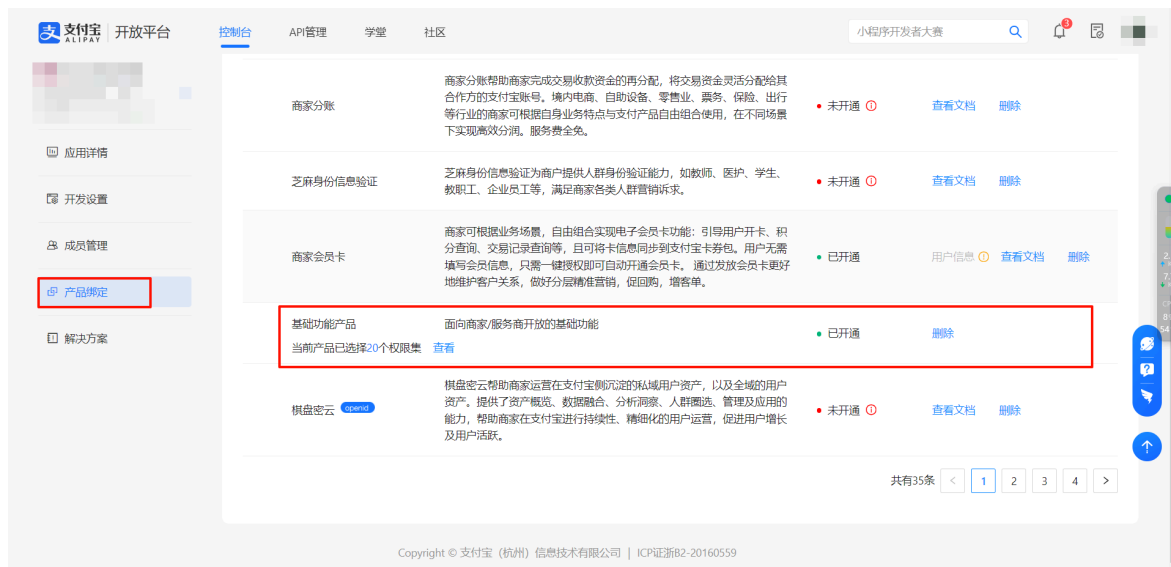 支付宝 开放平台
ALIPAY
控制台 API管理 学堂 社区
小程序开发者大赛
3
应用详情
开发设置
成员管理
产品绑定
解决方案
商家分账
商家分账帮助商家完成交易收款资金的再分配，将交易资金灵活分配给其
合作方的支付宝账号。境内电商、自助设备、零售业、票务、保险、出行
等行业的商家可根据自身业务特点与支付产品自由组合使用，在不同场景
下实现高效分润。服务费全免。
未开通 查看文档 删除
芝麻身份信息验证
芝麻身份信息验证为商户提供人群身份验证能力，如教师、医护、学生、
教职工、企业员工等，满足商家各类人群营销诉求。
未开通 查看文档 删除
商家会员卡
商家可根据业务场景，自由组合实现电子会员卡功能：引导用户开卡、积
分查询、交易记录查询等，且可将卡信息同步到支付宝卡券包。用户无需
填写会员信息，只需一键授权即可自动开通会员卡。通过发放会员卡更好
地维护客户关系，做好分层精准营销，促回购，增客单。
已开通 用户信息 查看文档 删除
基础功能产品 面向商家/服务商开放的基础功能
当前产品已选择20个权限集 查看
已开通 删除
棋盘密云 openid
棋盘密云帮助商家运营在支付宝侧沉淀的私域用户资产，以及全域的用户
资产。提供了资产概览、数据融合、分析洞察、人群圈选、管理及应用的
能力，帮助商家在支付宝进行持续性、精细化的用户运营，促进用户增长
及用户活跃。
未开通 查看文档 删除
共有35条 < 1 2 3 4 >
Copyright © 支付宝（杭州）信息技术有限公司 | ICP证浙B2-20160559